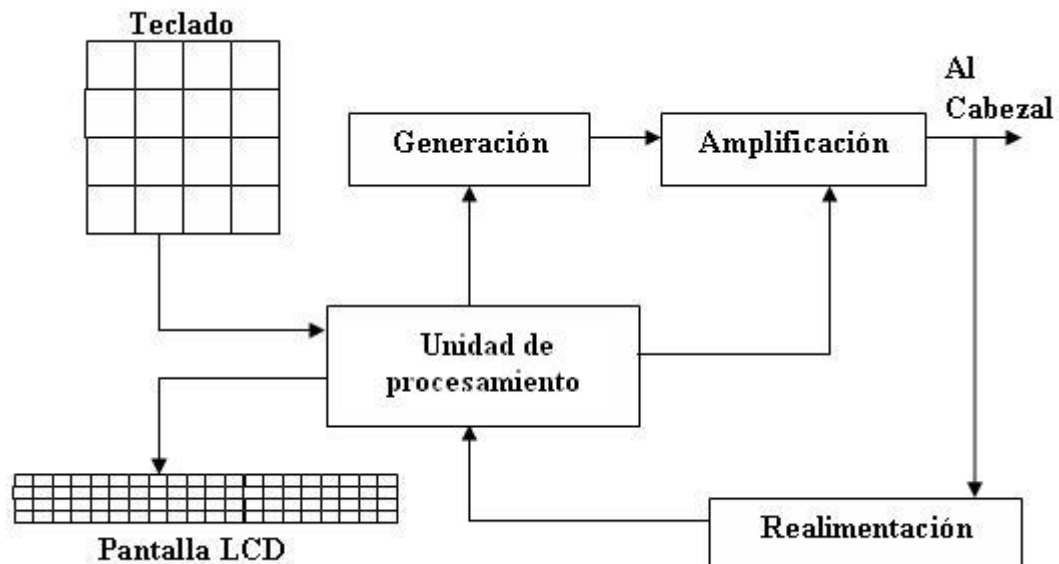 Teclado
Al
Cabezal
Generación
Amplificación
Unidad de
procesamiento
Realimentación
Pantalla LCD